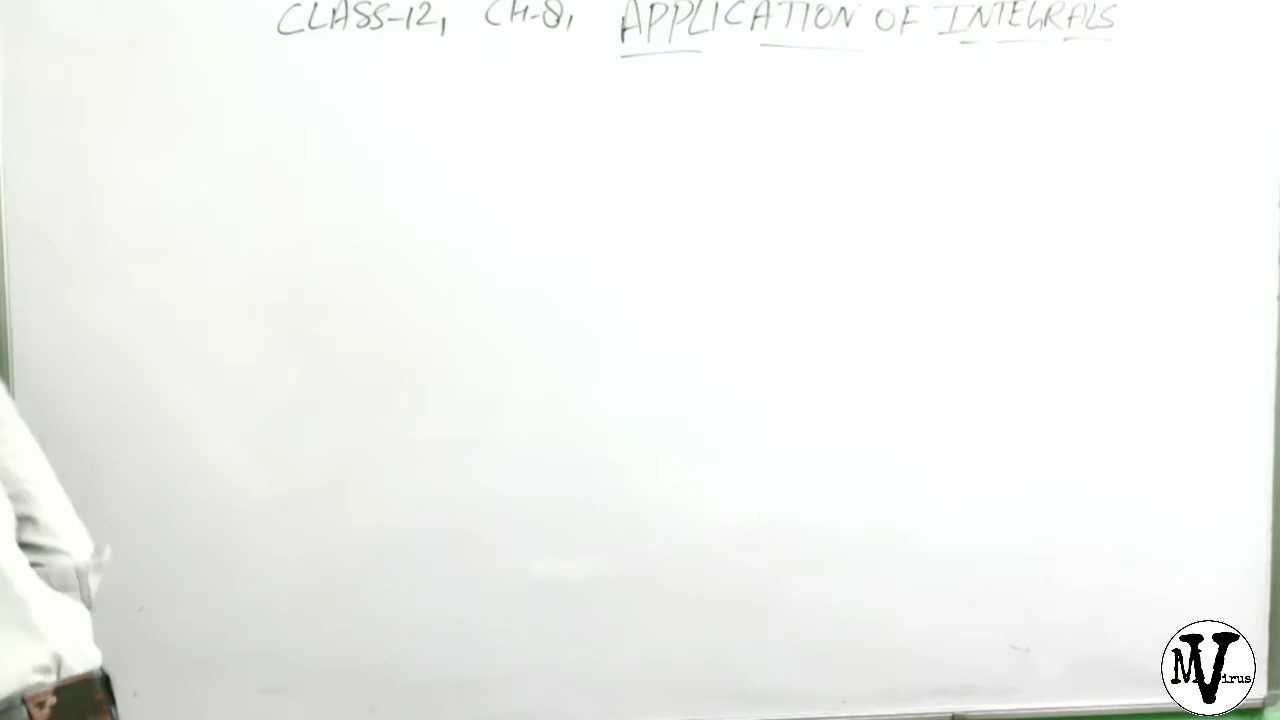 CLASS-12, CH-8, APPLICATION OF INTEGRALS
MVirus